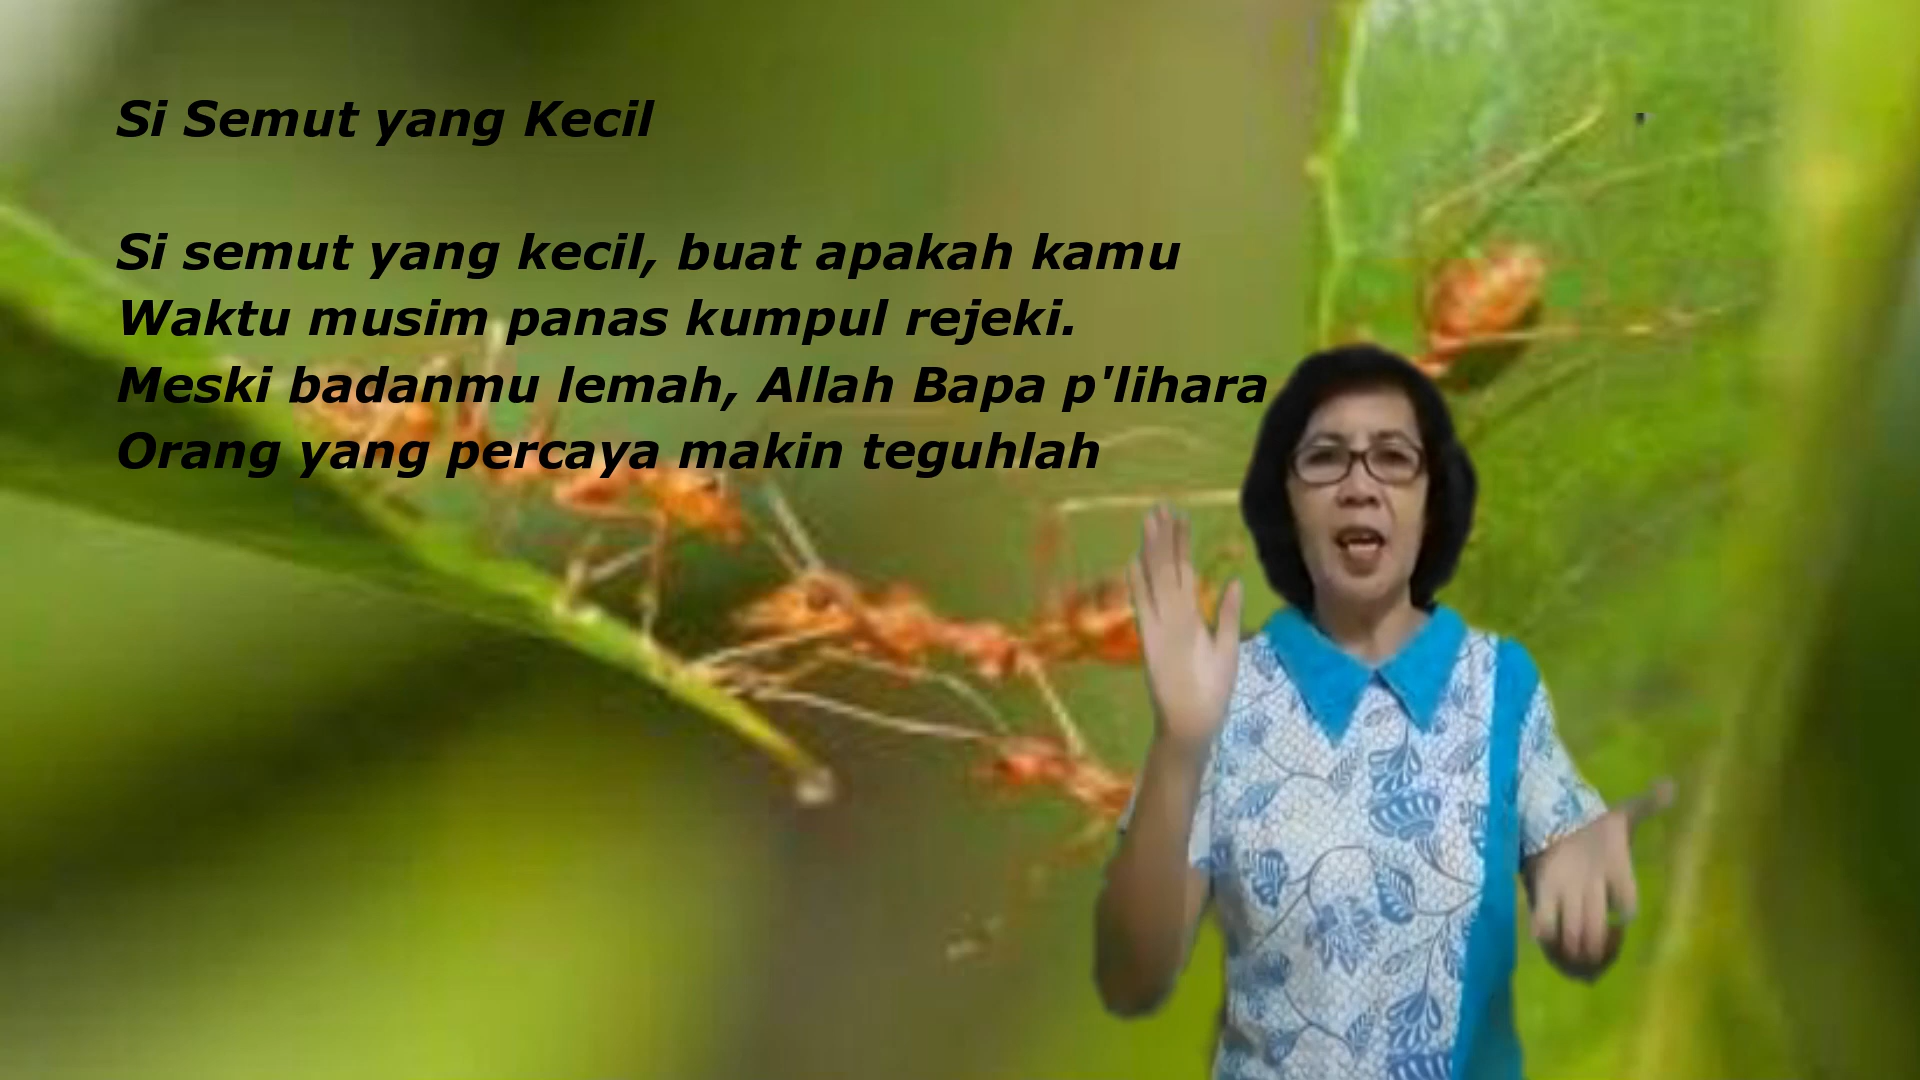 Si Semut yang Kecil
Si semut yang kecil, buat apakah kamu
Waktu musim panas kumpul rejeki.
Meski badanmu lemah, Allah Bapa p'lihara
Orang yang percaya makin teguhlah